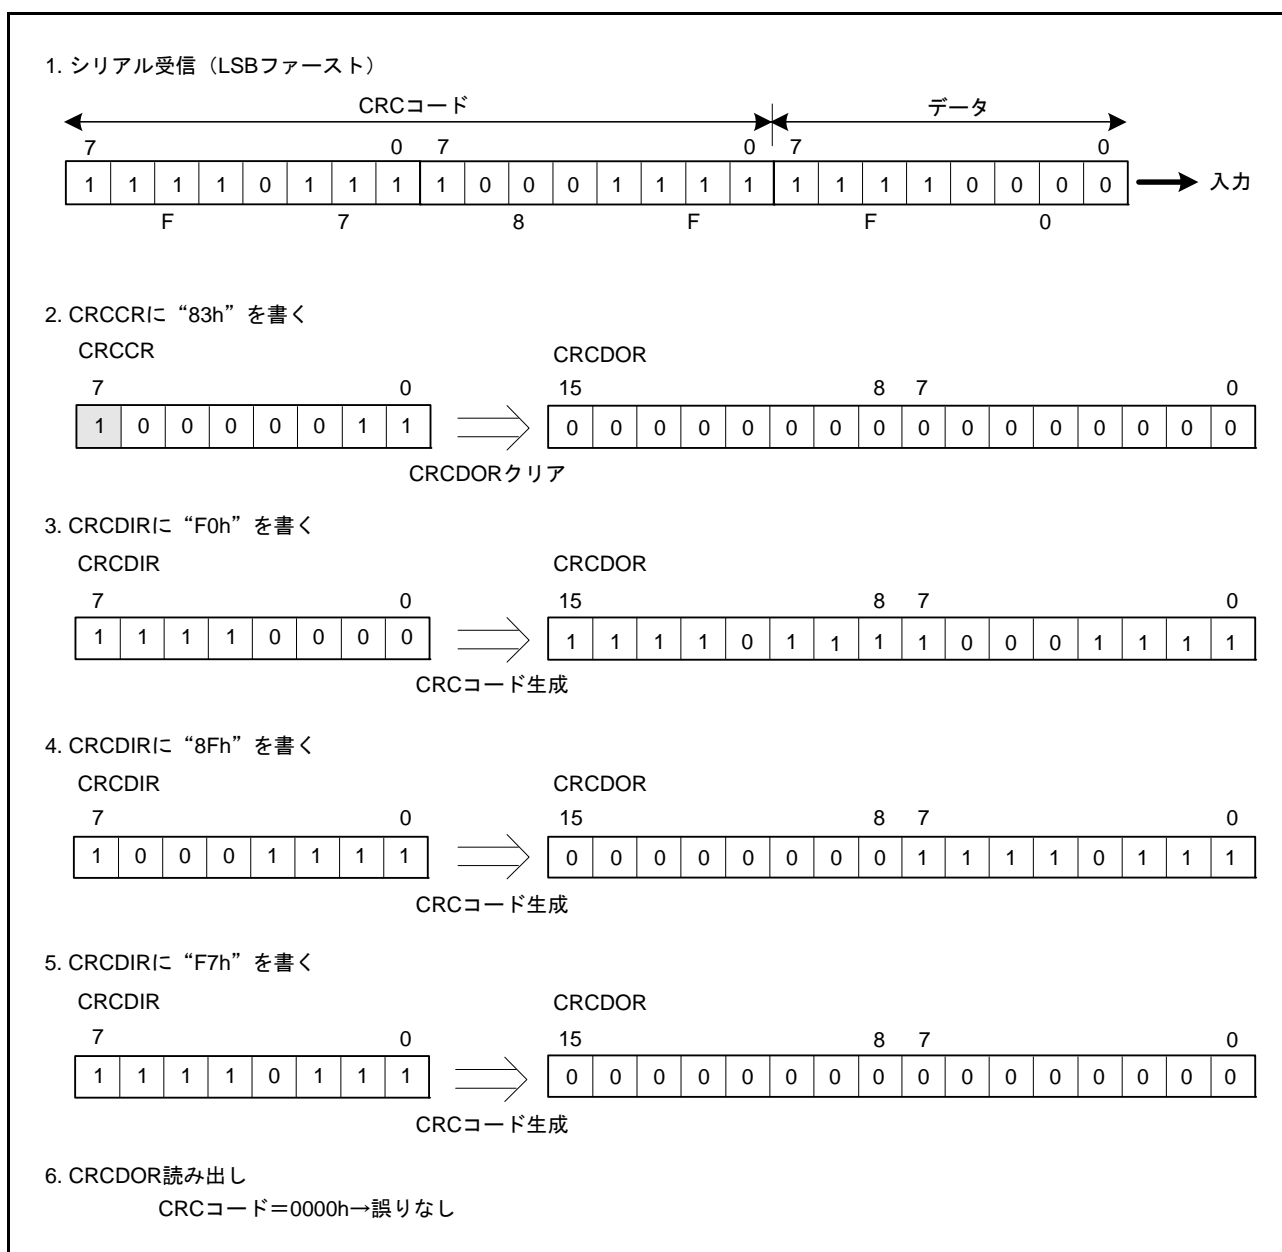 1. シリアル受信（LSBファースト）
CRCコード データ
7 0 7 0 7 0
1 1 1 1 0 1 1 1 1 0 0 0 1 1 1 1 1 1 1 1 0 0 0 0 入力
F 7 8 F F 0
2. CRCCRに“83h”を書く
CRCCR CRCDOR
7 0 15 8 7 0
1 0 0 0 0 0 1 1 0 0 0 0 0 0 0 0 0 0 0 0 0 0 0 0
CRCDORクリア
3. CRCDIRに“F0h”を書く
CRCDIR CRCDOR
7 0 15 8 7 0
1 1 1 1 0 0 0 0 1 1 1 1 0 1 1 1 1 0 0 0 1 1 1 1
CRCコード生成
4. CRCDIRに“8Fh”を書く
CRCDIR CRCDOR
7 0 15 8 7 0
1 0 0 0 1 1 1 1 0 0 0 0 0 0 0 0 1 1 1 1 0 1 1 1
CRCコード生成
5. CRCDIRに“F7h”を書く
CRCDIR CRCDOR
7 0 15 8 7 0
1 1 1 1 0 1 1 1 0 0 0 0 0 0 0 0 0 0 0 0 0 0 0 0
CRCコード生成
6. CRCDOR読み出し
CRCコード＝0000h→誤りなし